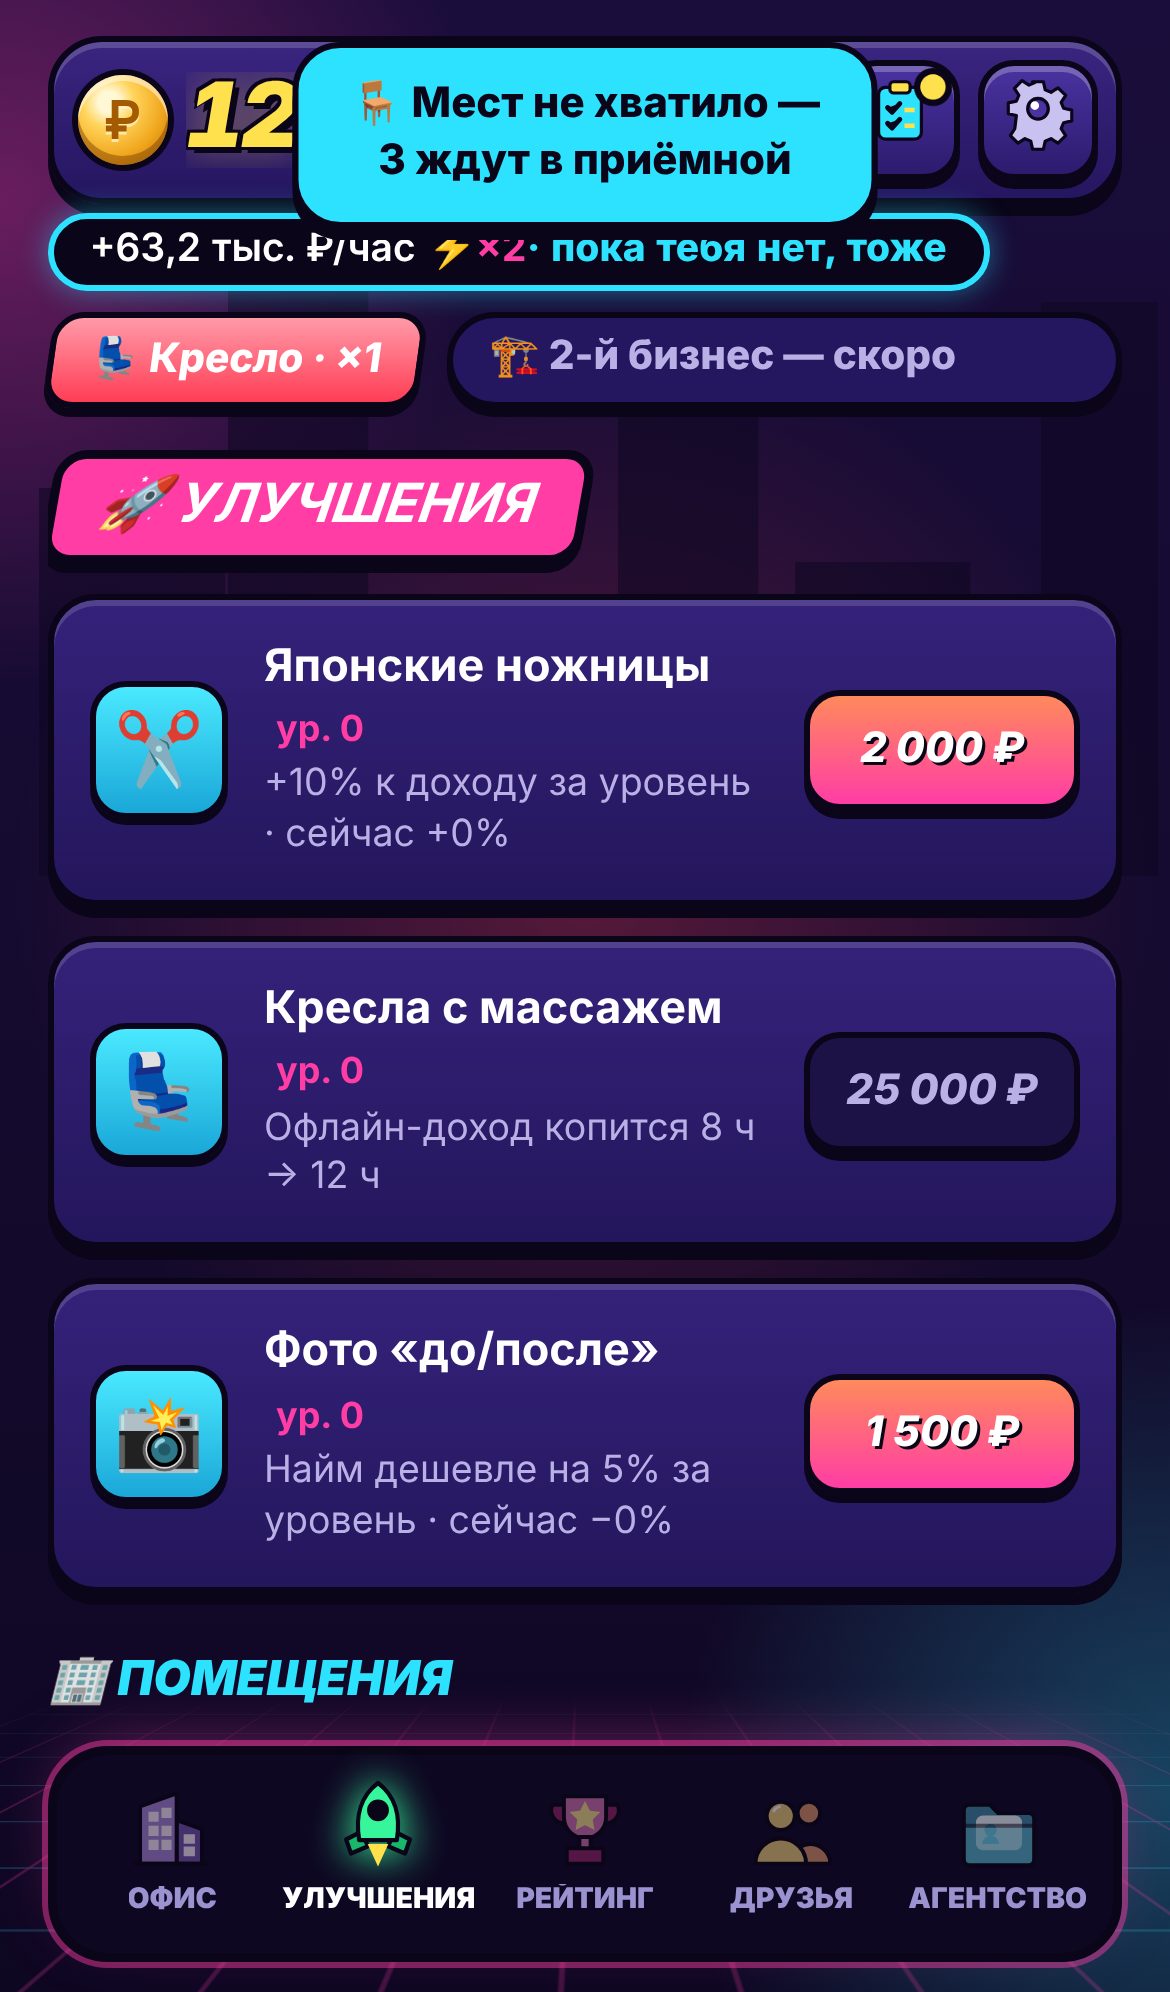 ₽ 12
Мест не хватило —
3 ждут в приёмной
+63,2 тыс. ₽/час ⚡×2· пока тебя нет, тоже
Кресло · ×1
2-й бизнес — скоро
УЛУЧШЕНИЯ
Японские ножницы
ур. 0
+10% к доходу за уровень
· сейчас +0%
2 000 ₽
Кресла с массажем
ур. 0
Офлайн-доход копится 8 ч
→ 12 ч
25 000 ₽
Фото «до/после»
ур. 0
Найм дешевле на 5% за
уровень · сейчас −0%
1 500 ₽
ПОМЕЩЕНИЯ
ОФИС
УЛУЧШЕНИЯ
РЕЙТИНГ
ДРУЗЬЯ
АГЕНТСТВО